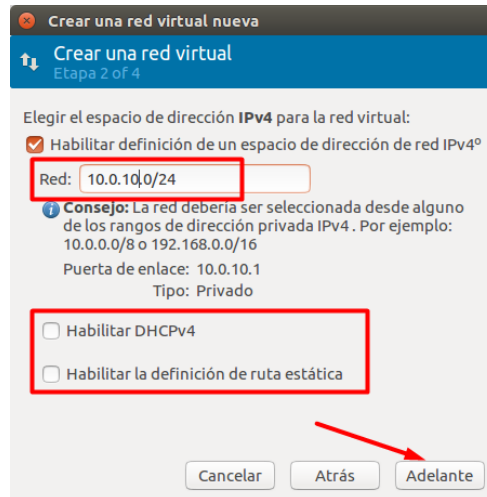 Crear una red virtual nueva
Crear una red virtual
Etapa 2 of 4
Elegir el espacio de dirección IPv4 para la red virtual:
Habilitar definición de un espacio de dirección de red IPv4º
Red: 10.0.10.0/24
Consejo: La red debería ser seleccionada desde alguno
de los rangos de dirección privada IPv4 . Por ejemplo:
10.0.0.0/8 o 192.168.0.0/16
Puerta de enlace: 10.0.10.1
Tipo: Privado
Habilitar DHCPv4
Habilitar la definición de ruta estática
Cancelar Atrás Adelante